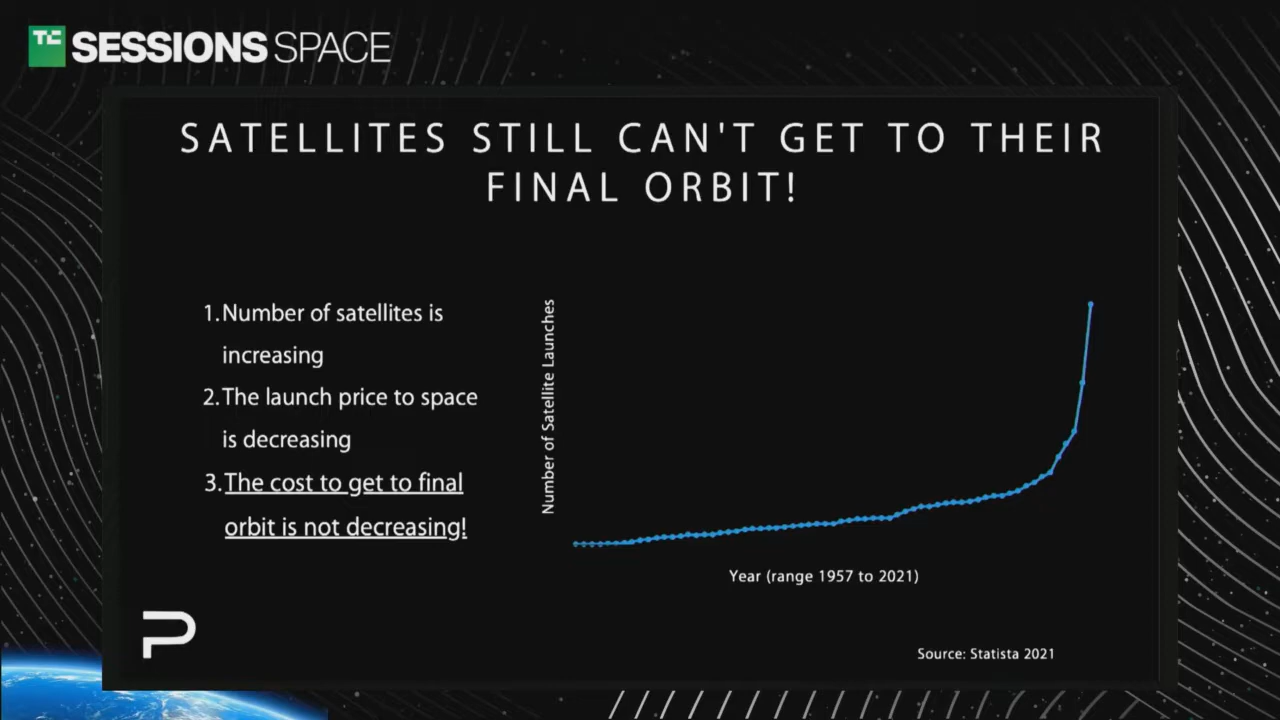 TC SESSIONS SPACE
SATELLITES STILL CAN'T GET TO THEIR
FINAL ORBIT!
1. Number of satellites is
increasing
2. The launch price to space
is decreasing
3. The cost to get to final
orbit is not decreasing!
Number of Satellite Launches
Year (range 1957 to 2021)
P
Source: Statista 2021